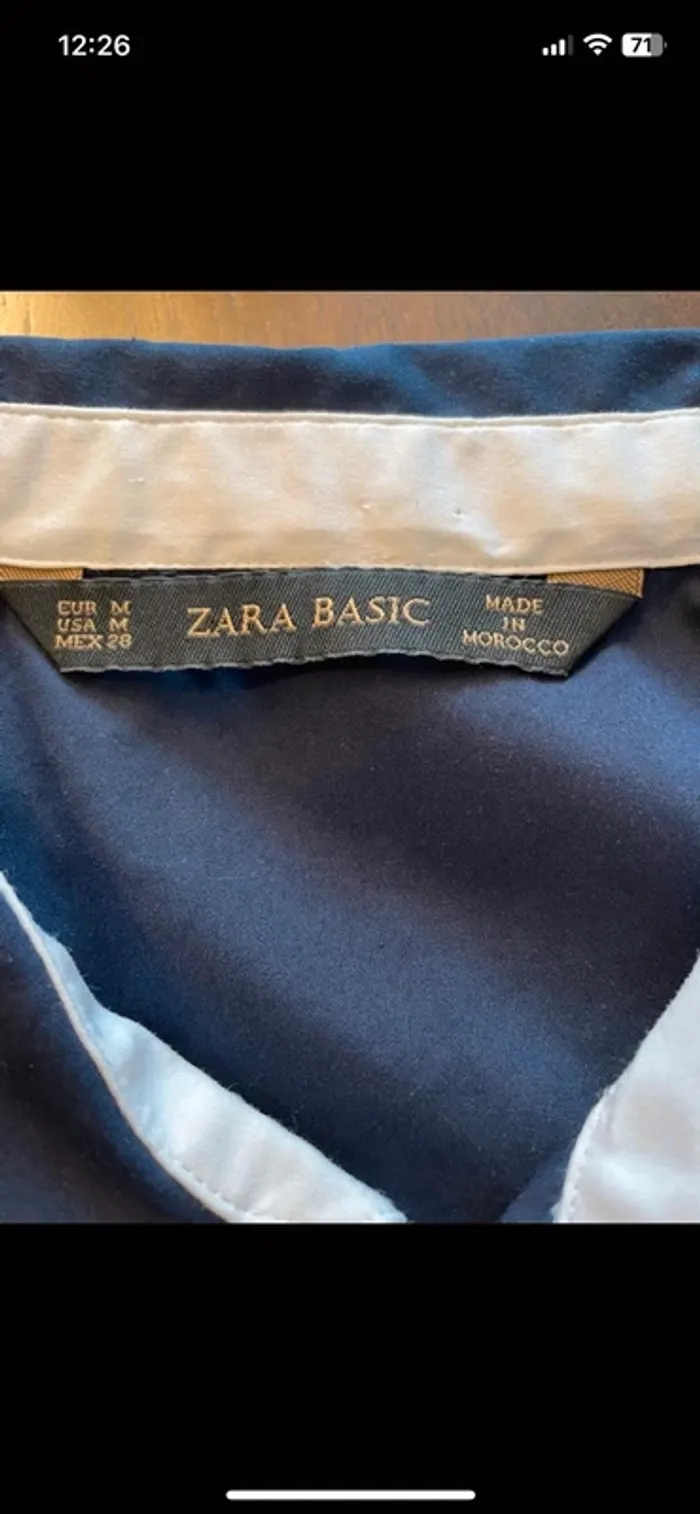 12:26
71
EUR M
USA M
MEX 28
ZARA BASIC
MADE
IN
MOROCCO